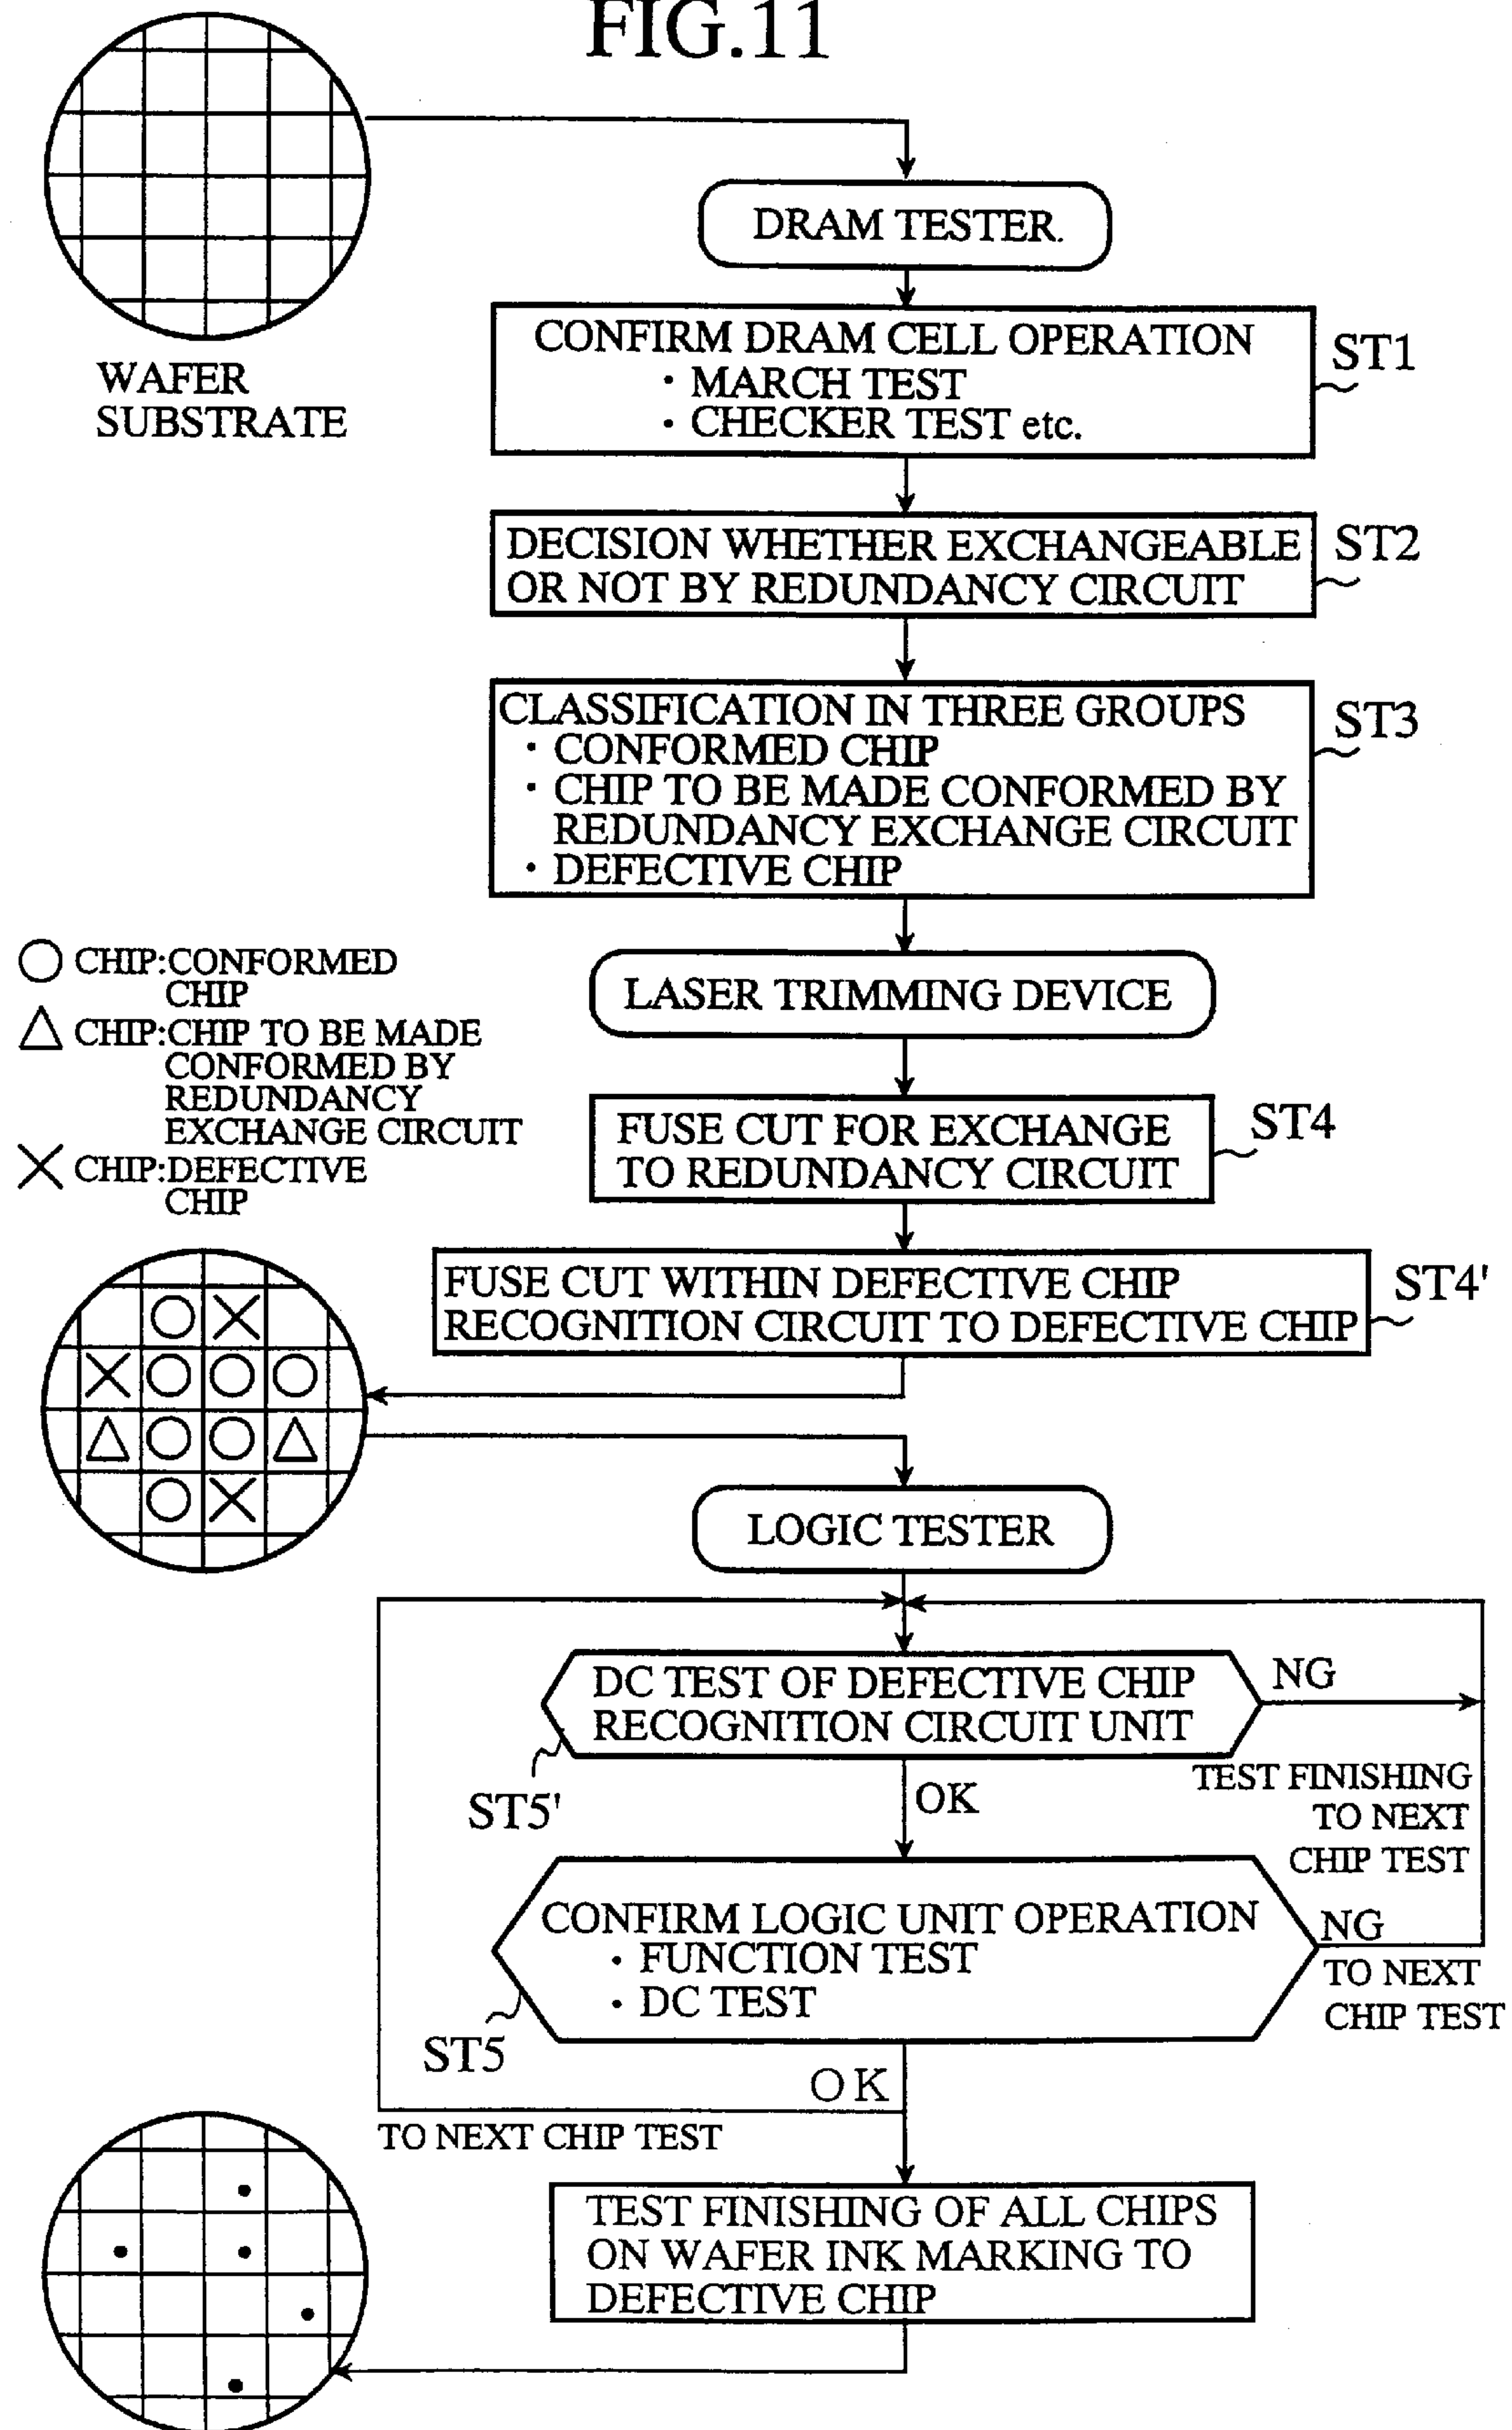 FIG.11
WAFER
SUBSTRATE
DRAM TESTER.
CONFIRM DRAM CELL OPERATION
· MARCH TEST
· CHECKER TEST etc.
ST1
DECISION WHETHER EXCHANGEABLE
OR NOT BY REDUNDANCY CIRCUIT
ST2
CLASSIFICATION IN THREE GROUPS
· CONFORMED CHIP
· CHIP TO BE MADE CONFORMED BY
REDUNDANCY EXCHANGE CIRCUIT
· DEFECTIVE CHIP
ST3
CHIP:CONFORMED
CHIP
CHIP:CHIP TO BE MADE
CONFORMED BY
REDUNDANCY
EXCHANGE CIRCUIT
CHIP:DEFECTIVE
CHIP
LASER TRIMMING DEVICE
FUSE CUT FOR EXCHANGE
TO REDUNDANCY CIRCUIT
ST4
FUSE CUT WITHIN DEFECTIVE CHIP
RECOGNITION CIRCUIT TO DEFECTIVE CHIP
ST4'
LOGIC TESTER
DC TEST OF DEFECTIVE CHIP
RECOGNITION CIRCUIT UNIT
NG
ST5'
OK
TEST FINISHING
TO NEXT
CHIP TEST
CONFIRM LOGIC UNIT OPERATION
· FUNCTION TEST
· DC TEST
NG
TO NEXT
CHIP TEST
ST5
OK
TO NEXT CHIP TEST
TEST FINISHING OF ALL CHIPS
ON WAFER INK MARKING TO
DEFECTIVE CHIP